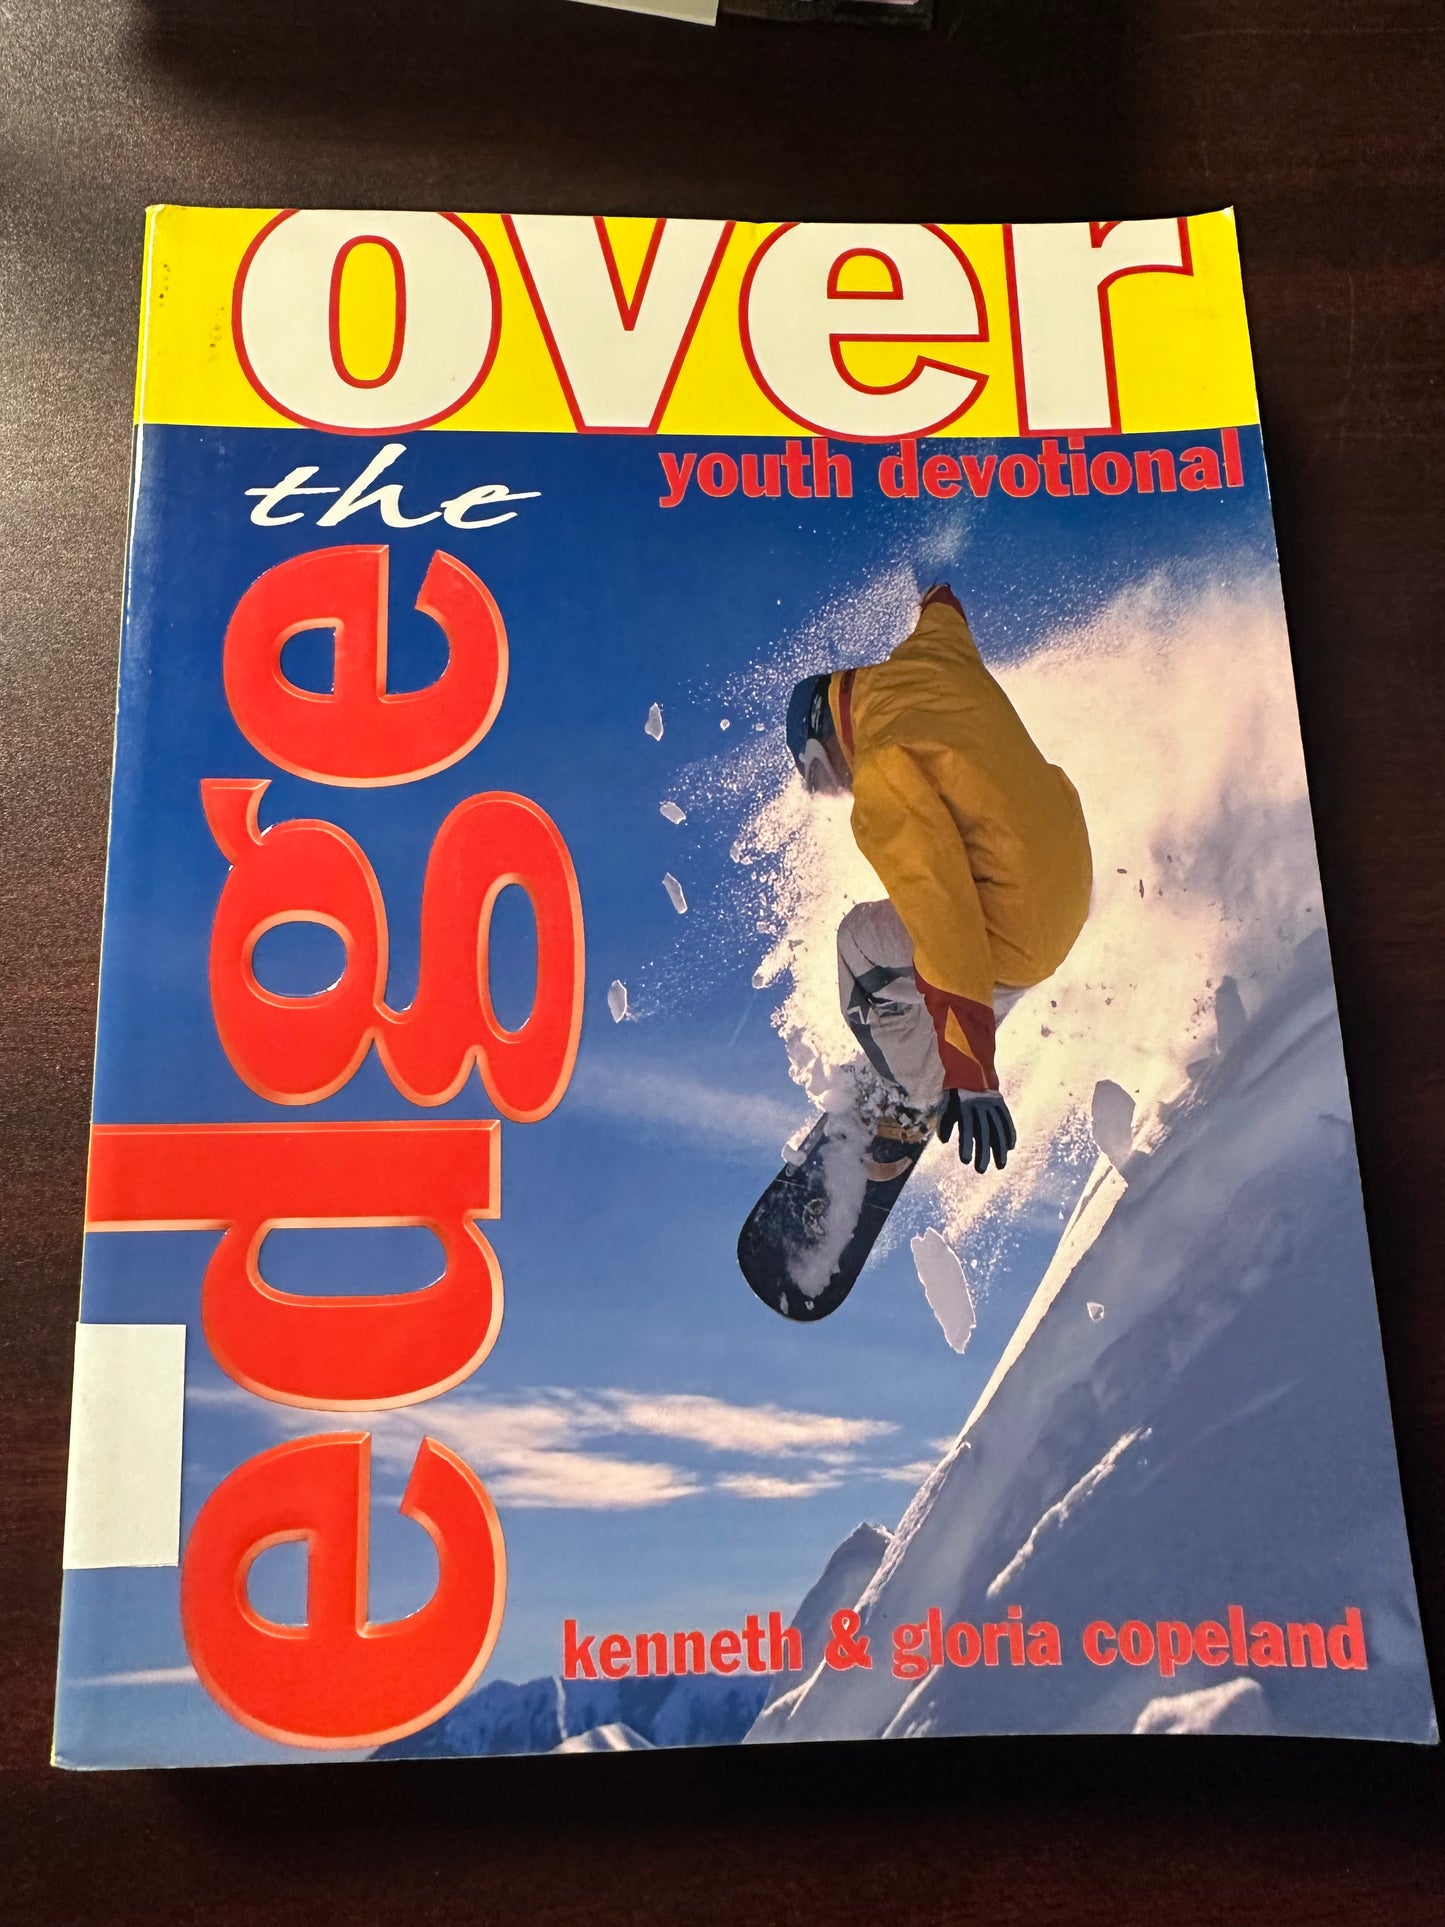 over
the
youth devotional
edge
kenneth & gloria copeland